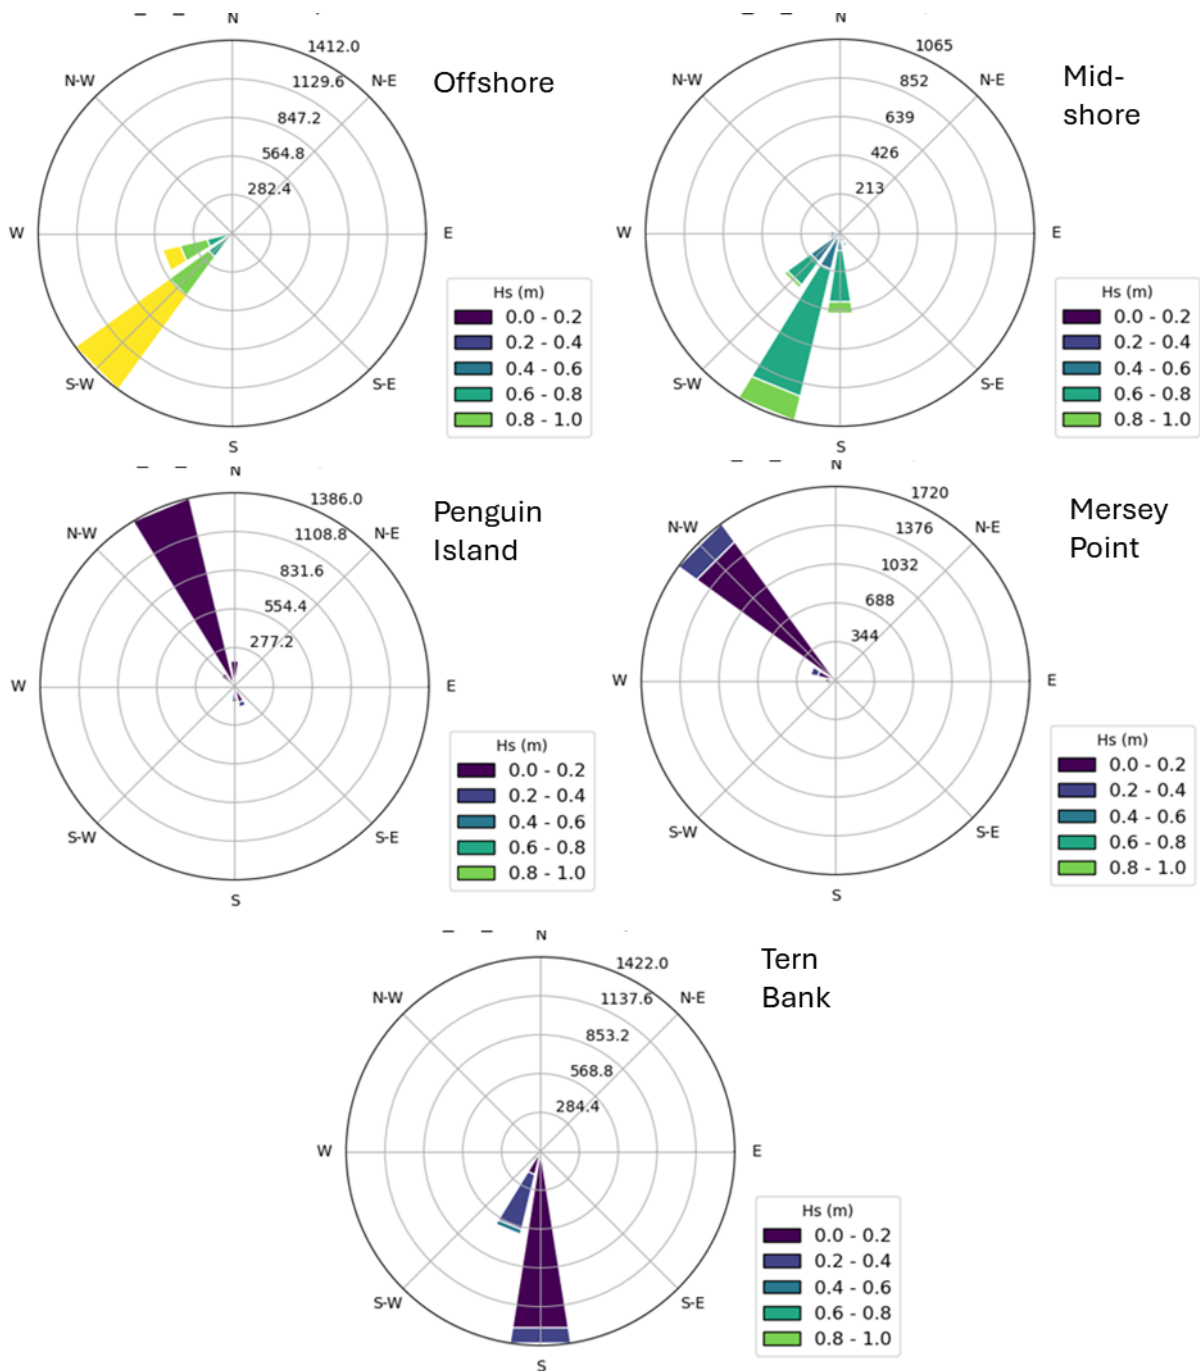 N
1412.0
N-W
1129.6
N-E
847.2
564.8
282.4
W
E
S-W
S-E
S
Offshore
Hs (m)
0.0 - 0.2
0.2 - 0.4
0.4 - 0.6
0.6 - 0.8
0.8 - 1.0
N
1065
N-W
852
N-E
639
426
213
W
E
S-W
S-E
S
Mid-
shore
Hs (m)
0.0 - 0.2
0.2 - 0.4
0.4 - 0.6
0.6 - 0.8
0.8 - 1.0
N
1386.0
N-W
1108.8
N-E
831.6
554.4
277.2
W
E
S-W
S-E
S
Penguin
Island
Hs (m)
0.0 - 0.2
0.2 - 0.4
0.4 - 0.6
0.6 - 0.8
0.8 - 1.0
N
1720
N-W
1376
N-E
1032
688
344
W
E
S-W
S-E
S
Mersey
Point
Hs (m)
0.0 - 0.2
0.2 - 0.4
0.4 - 0.6
0.6 - 0.8
0.8 - 1.0
N
1422.0
N-W
1137.6
N-E
853.2
568.8
284.4
W
E
S-W
S-E
S
Tern
Bank
Hs (m)
0.0 - 0.2
0.2 - 0.4
0.4 - 0.6
0.6 - 0.8
0.8 - 1.0